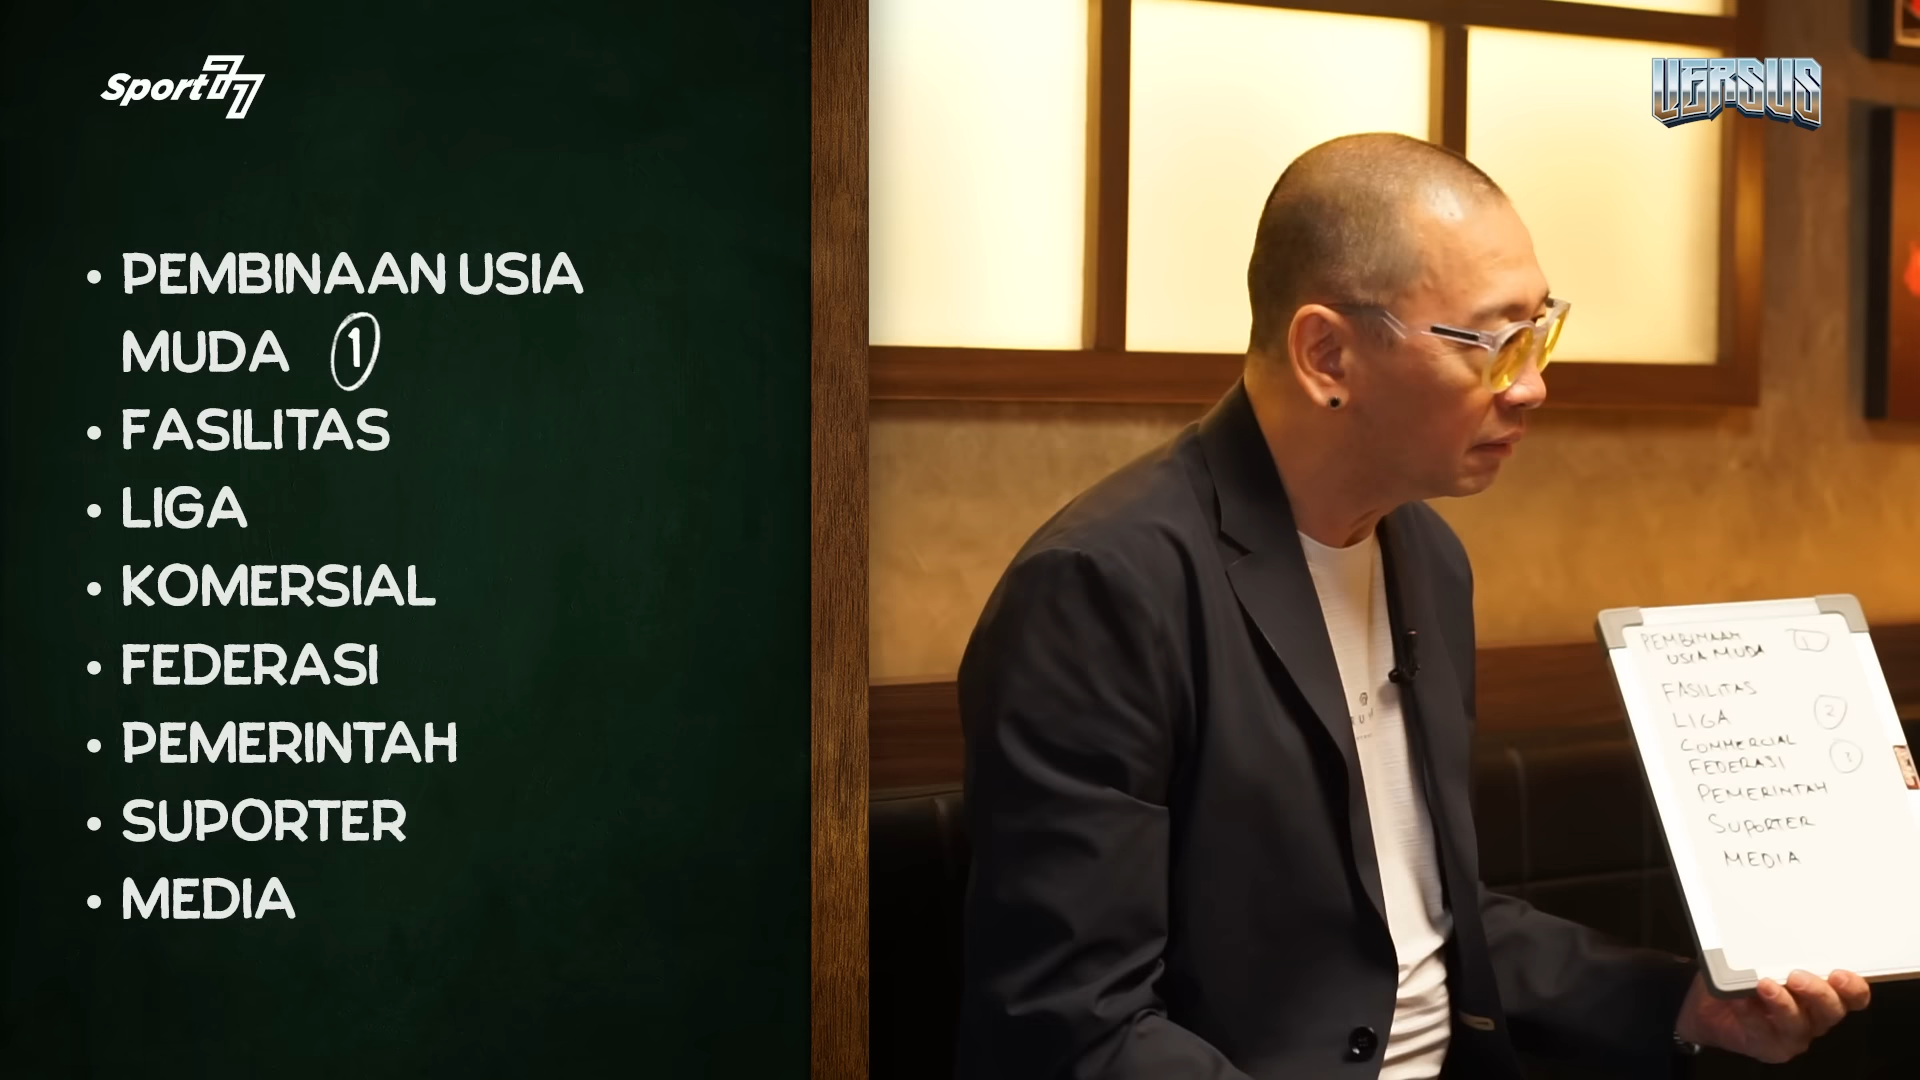 Sport77
VERSUS
• PEMBINAAN USIA
MUDA 1
• FASILITAS
• LIGA
• KOMERSIAL
• FEDERASI
• PEMERINTAH
• SUPORTER
• MEDIA
PEMBINAAN 1
USIA MUDA
FASILITAS
LIGA 2
COMMERCIAL
FEDERASI
PEMERINTAH
SUPORTER
MEDIA